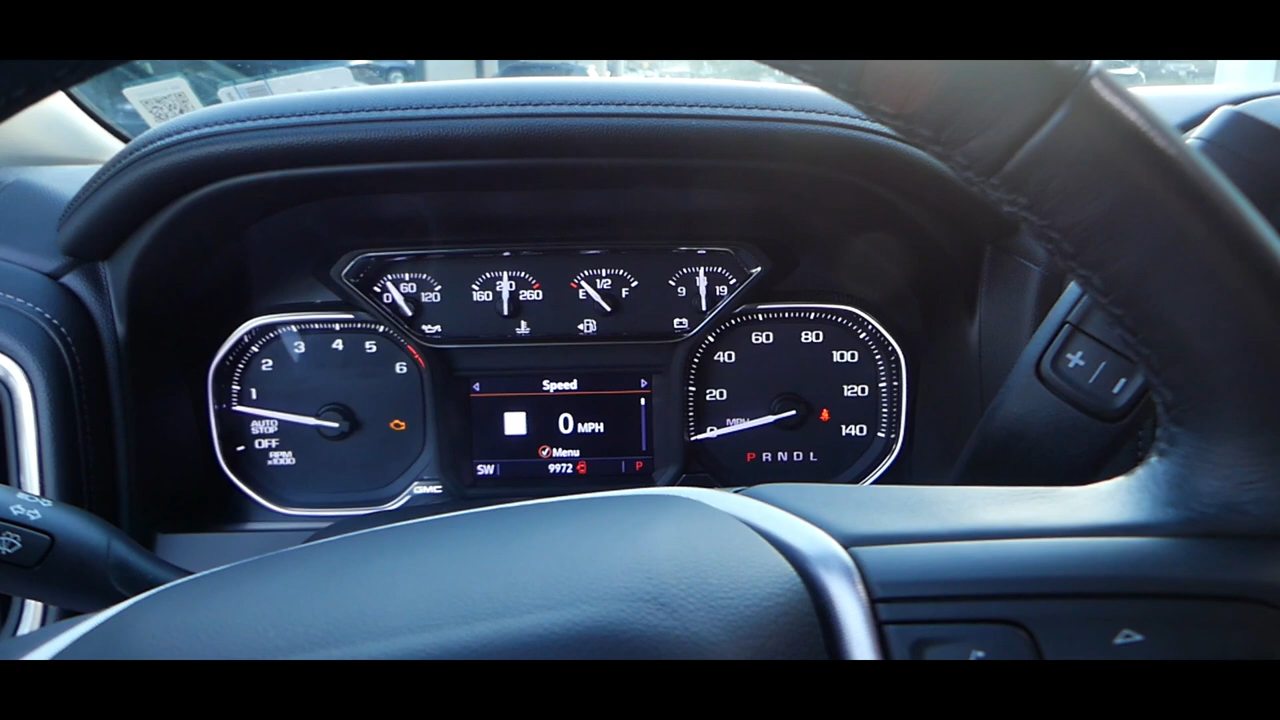 0 60 120
160 210 260
E 1/2 F
9 19
1 2 3 4 5 6
AUTO
STOP
OFF
RPM
x1000
GMC
Speed
0 MPH
Menu
SW 9972 P
0 20 40 60 80 100 120 140
MPH
P R N D L